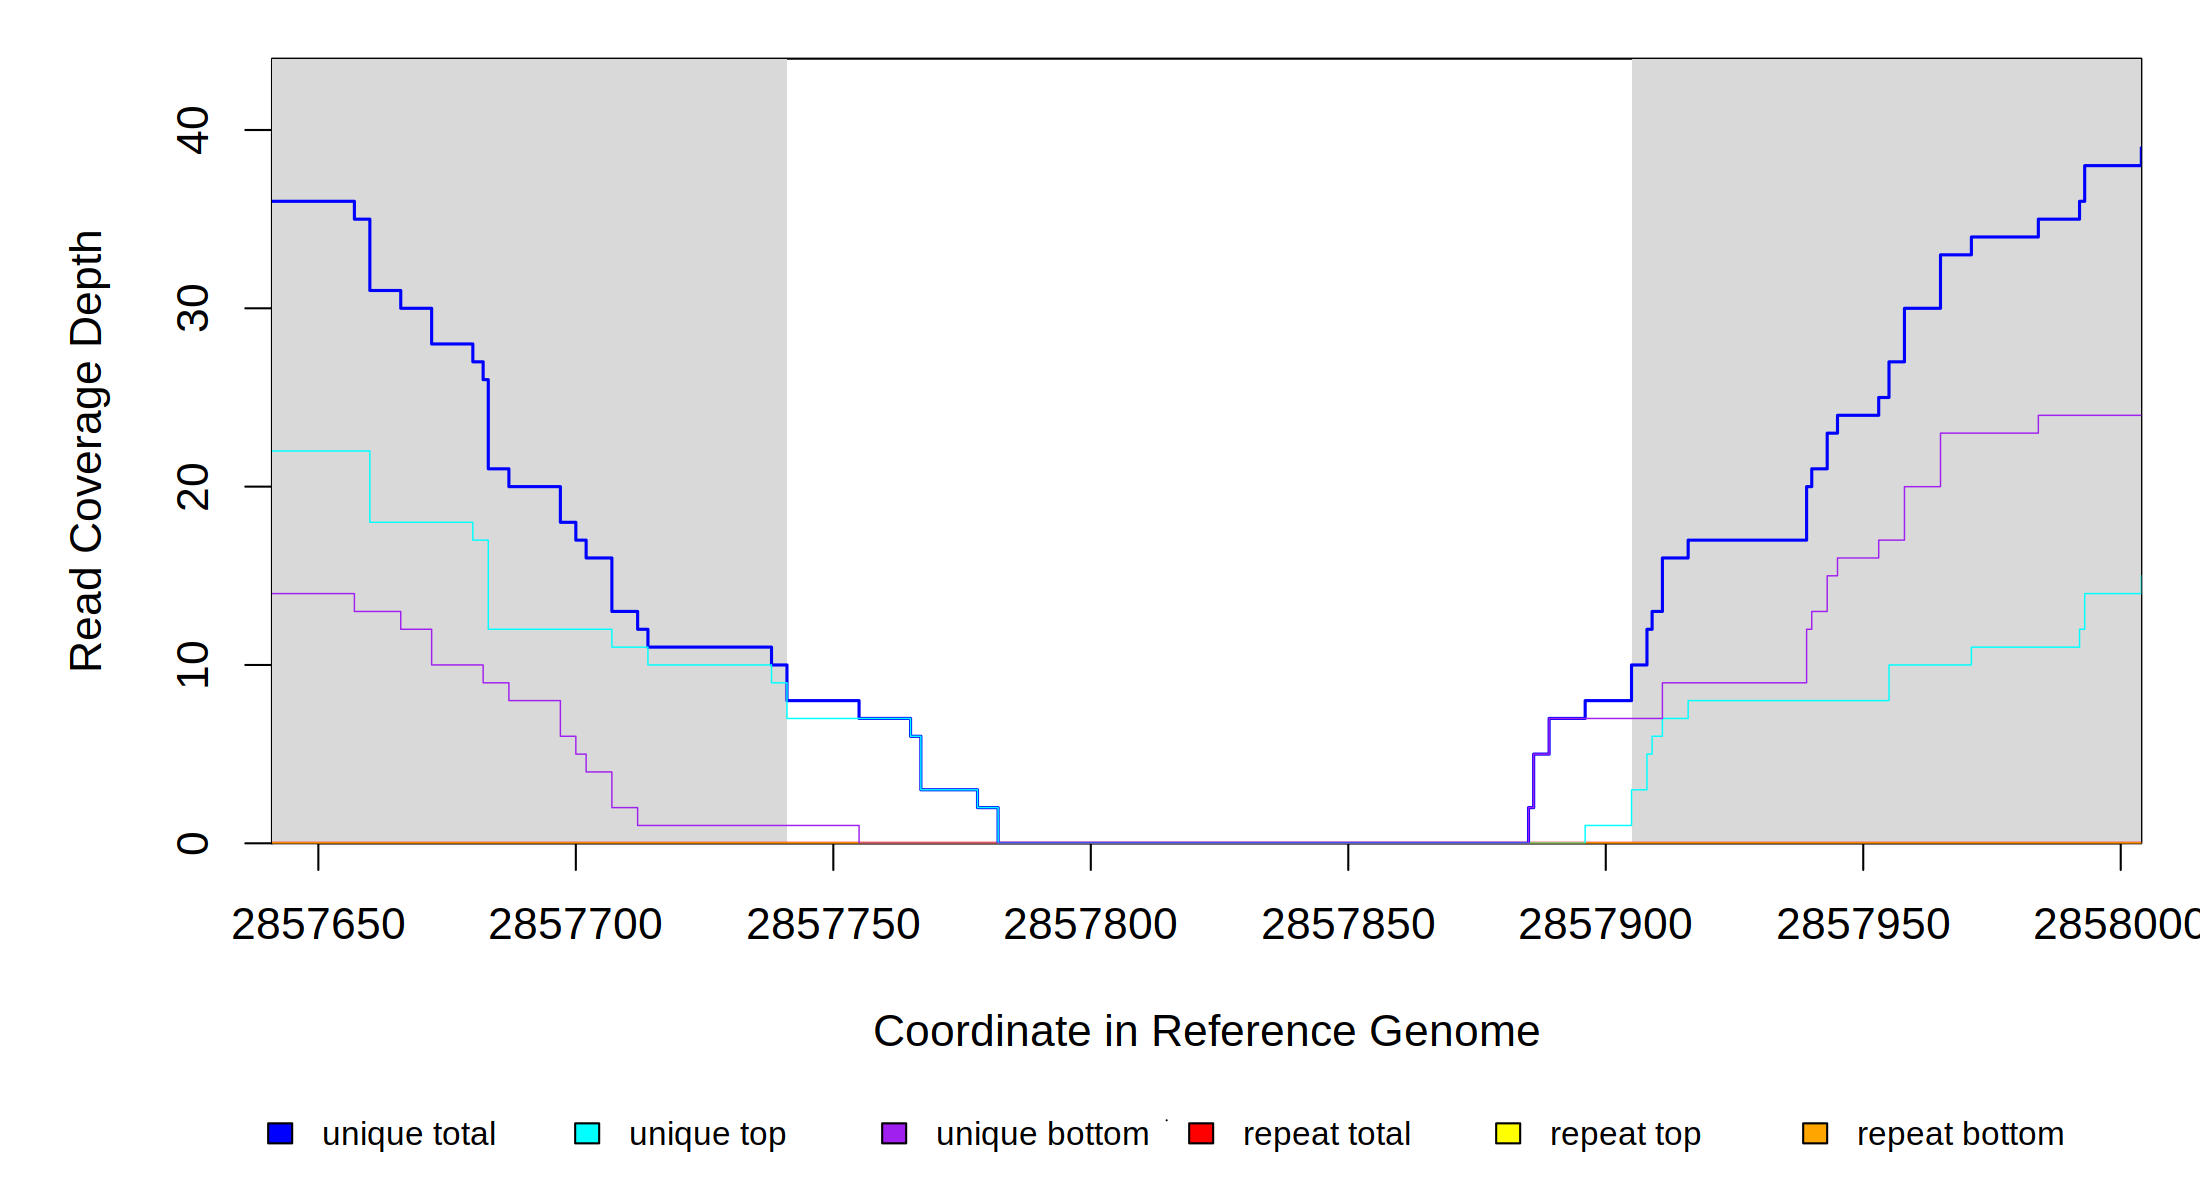 40
30
20
10
0
Read Coverage Depth
2857650 2857700 2857750 2857800 2857850 2857900 2857950 2858000
Coordinate in Reference Genome
unique total unique top unique bottom repeat total repeat top repeat bottom